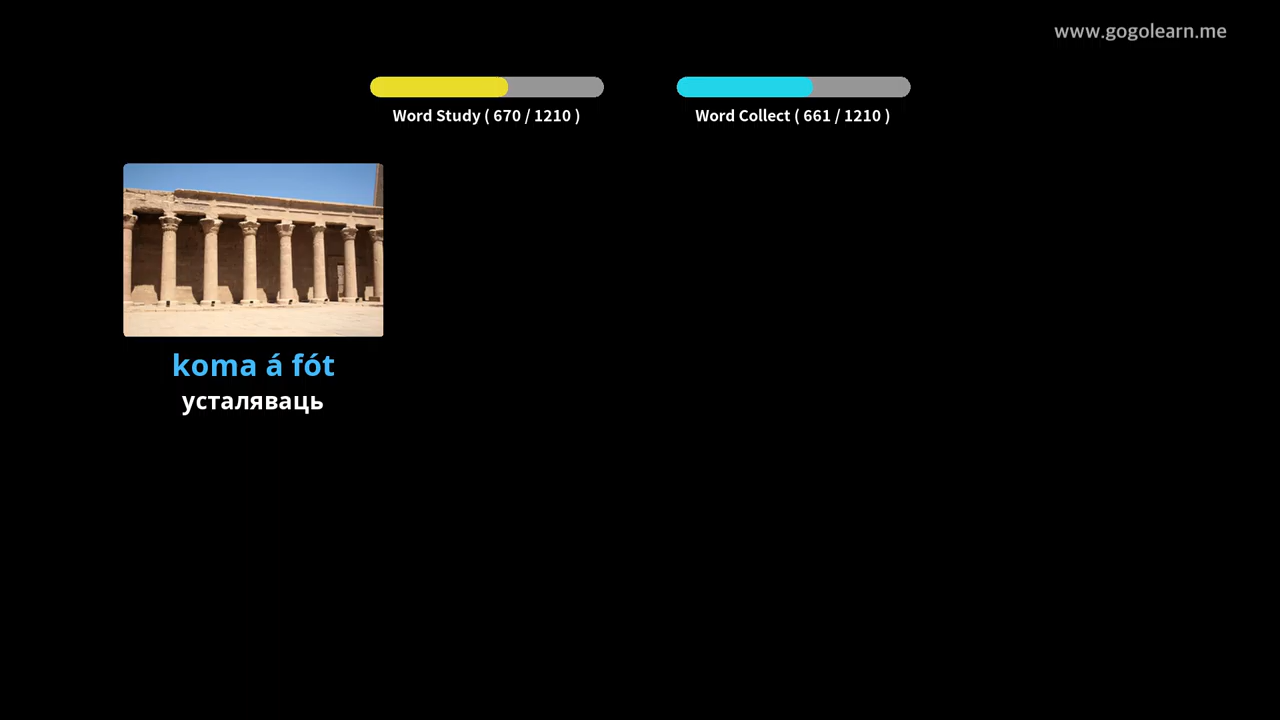 www.gogolearn.me
Word Study ( 670 / 1210 )
Word Collect ( 661 / 1210 )
koma á fót
усталяваць